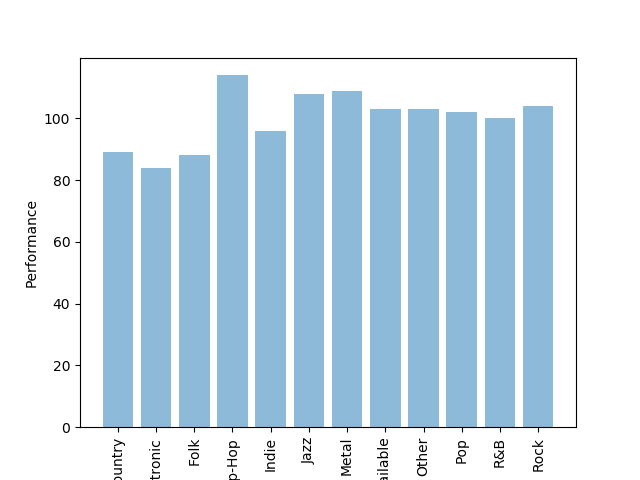 Performance
100
80
60
40
20
0
ountry
tronic
Folk
p-Hop
Indie
Jazz
Metal
ailable
Other
Pop
R&B
Rock